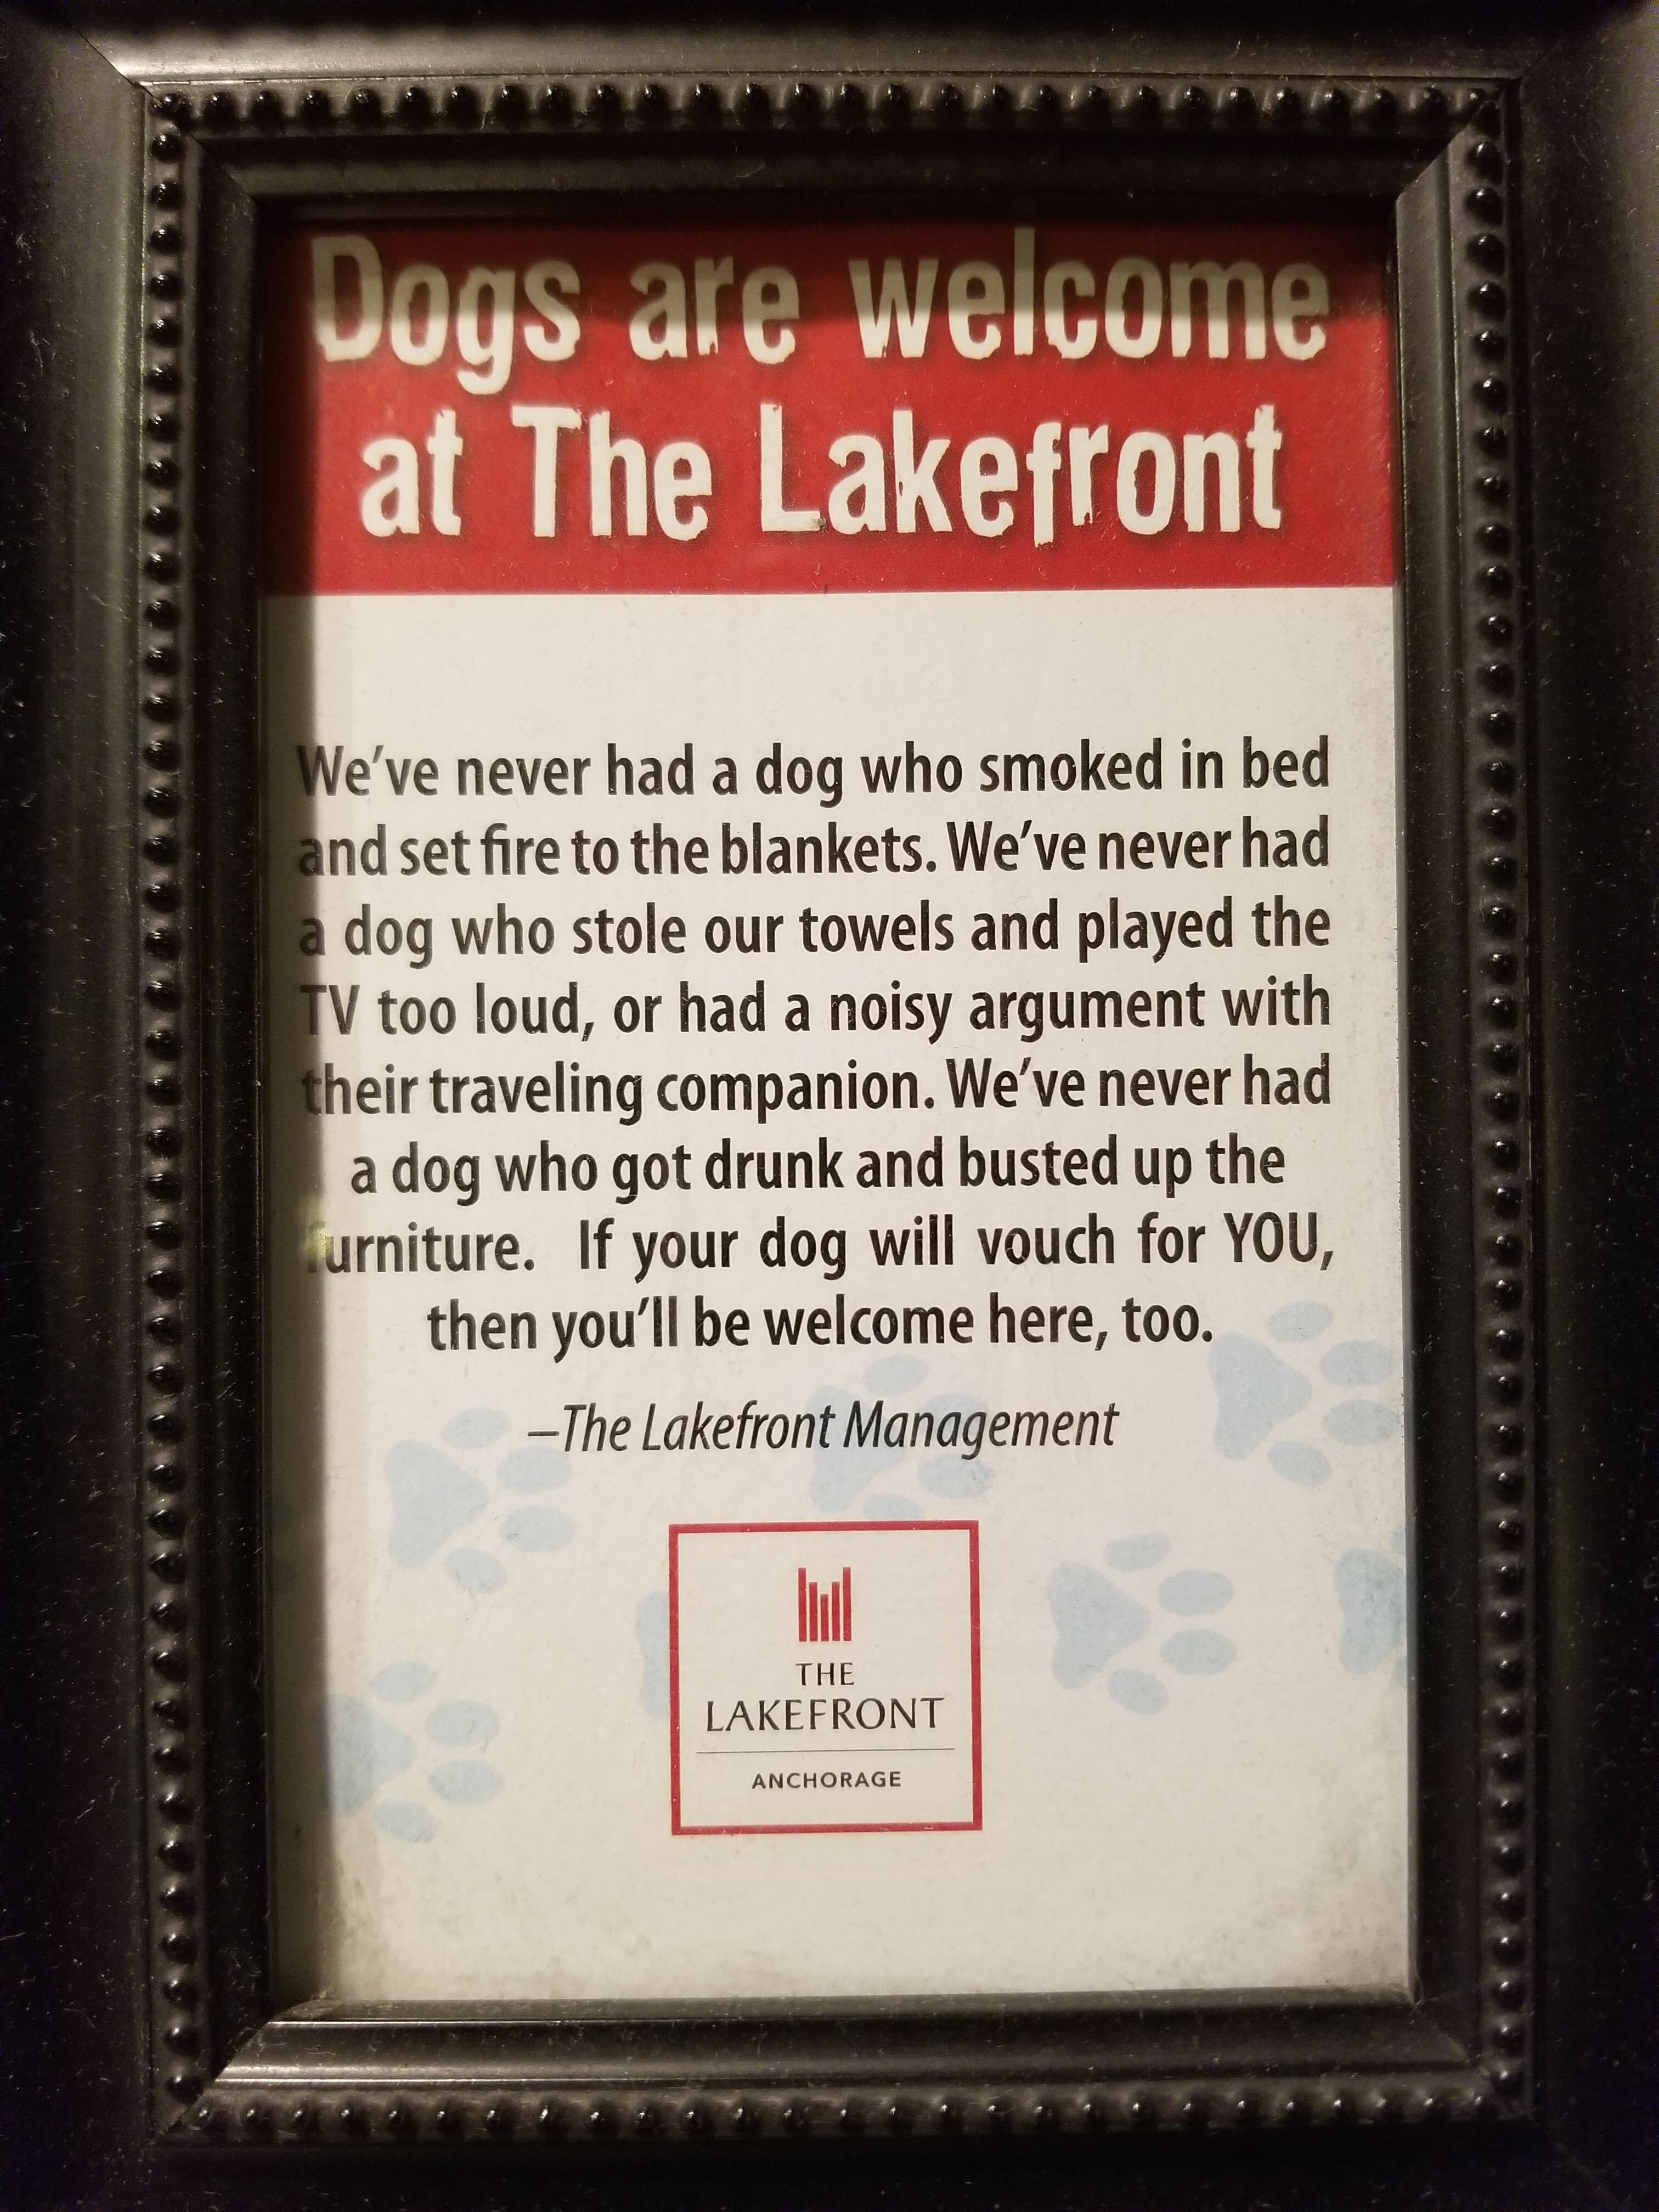 Dogs are welcome
at The Lakefront
We've never had a dog who smoked in bed
and set fire to the blankets. We've never had
a dog who stole our towels and played the
TV too loud, or had a noisy argument with
their traveling companion. We've never had
a dog who got drunk and busted up the
furniture. If your dog will vouch for YOU,
then you'll be welcome here, too.
–The Lakefront Management
THE
LAKEFRONT
ANCHORAGE